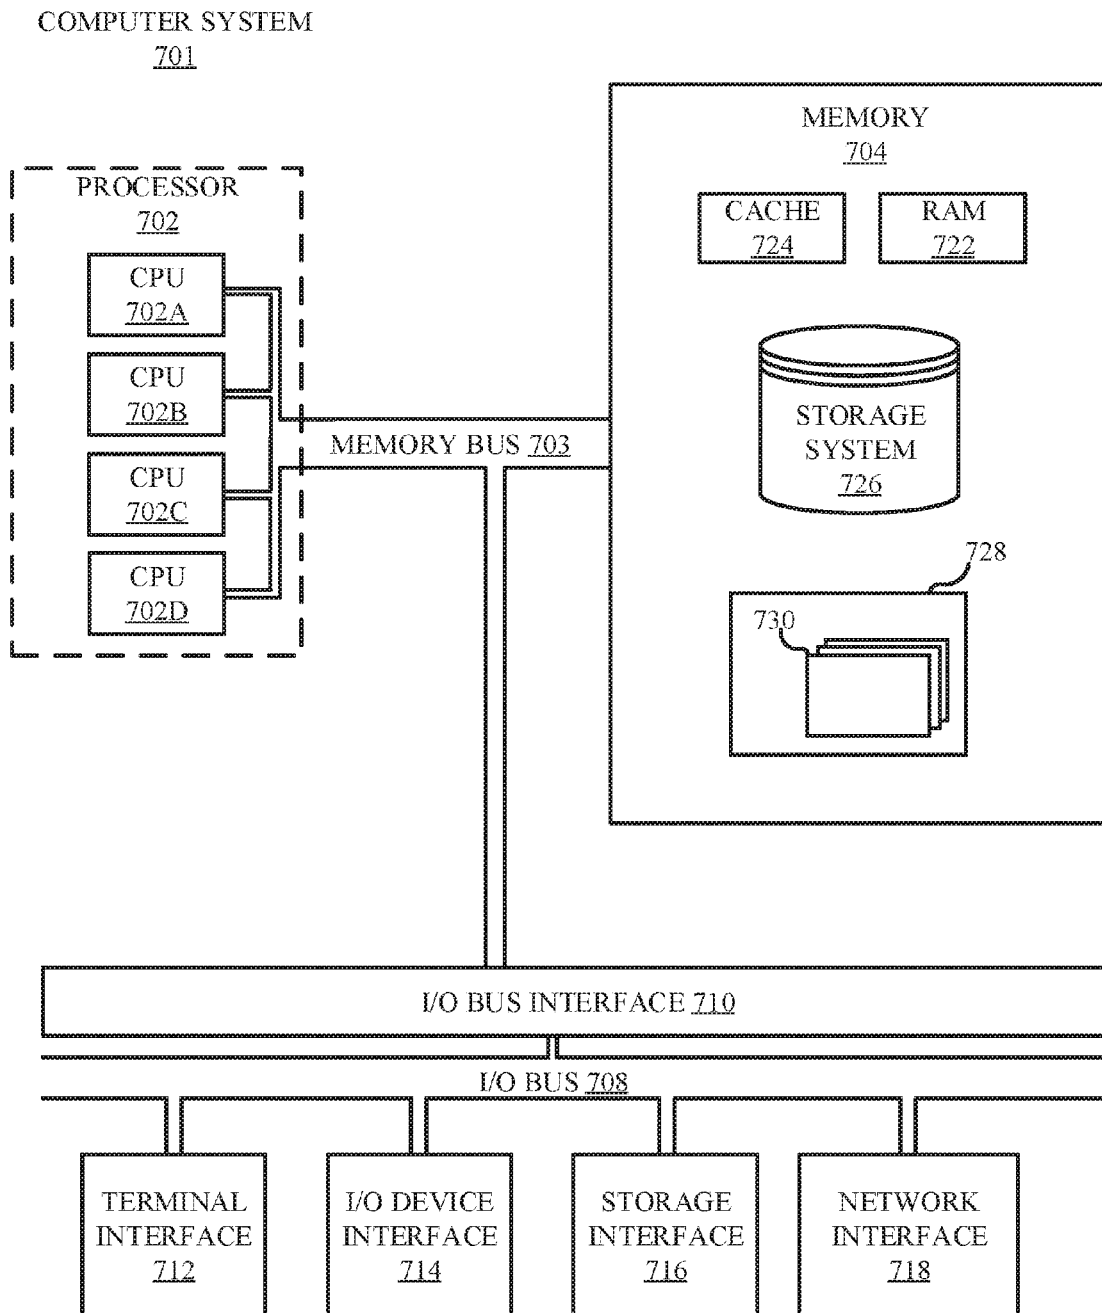 COMPUTER SYSTEM
701
MEMORY
704
PROCESSOR
702
CACHE
724
RAM
722
CPU
702A
CPU
702B
CPU
702C
CPU
702D
MEMORY BUS 703
STORAGE
SYSTEM
726
728
730
I/O BUS INTERFACE 710
I/O BUS 708
TERMINAL
INTERFACE
712
I/O DEVICE
INTERFACE
714
STORAGE
INTERFACE
716
NETWORK
INTERFACE
718